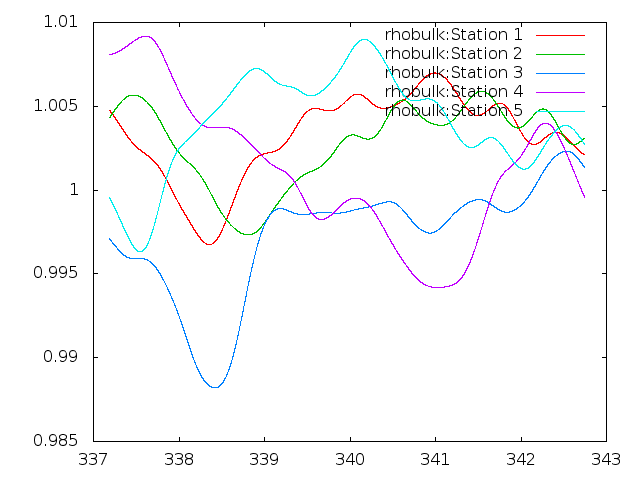 1.01
1.005
1
0.995
0.99
0.985
337 338 339 340 341 342 343
rhobulk:Station 1
rhobulk:Station 2
rhobulk:Station 3
rhobulk:Station 4
rhobulk:Station 5